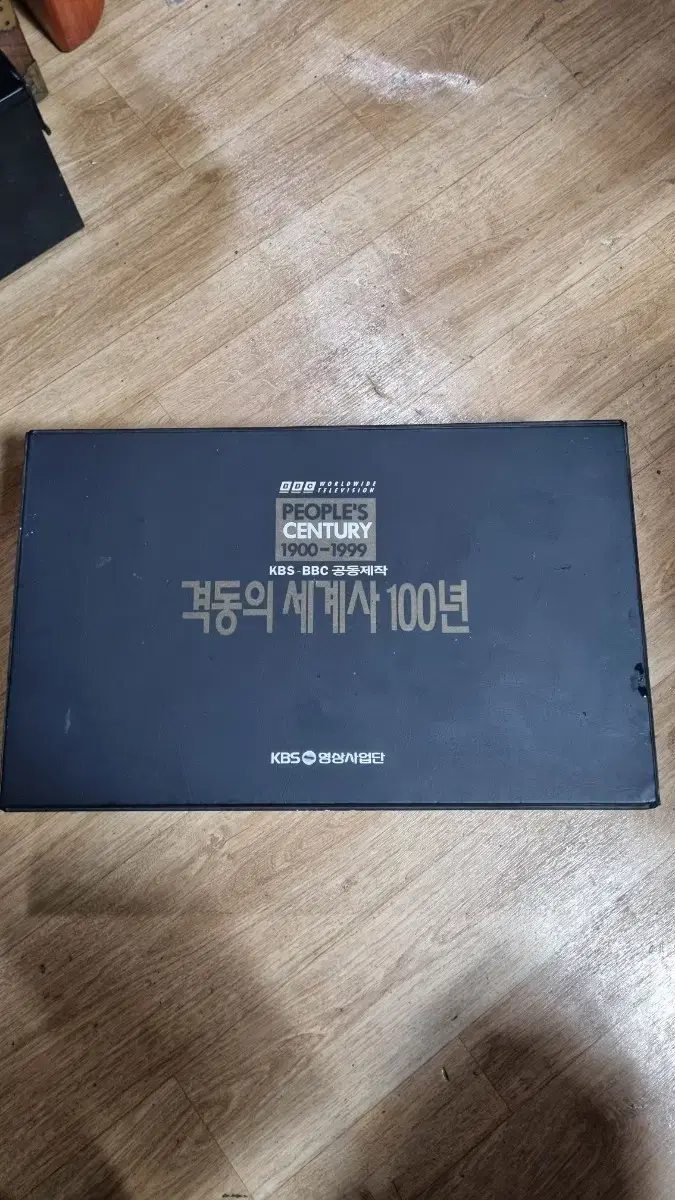 BBC WORLDWIDE
TELEVISION
PEOPLE'S
CENTURY
1900-1999
KBS-BBC 공동제작
격동의 세계사 100년
KBS 영상사업단